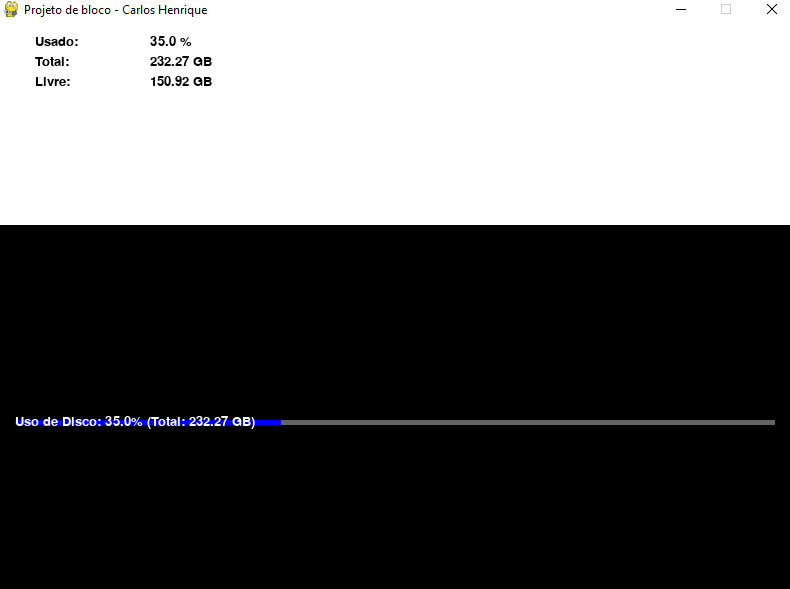 Projeto de bloco - Carlos Henrique
Usado: 35.0 %
Total: 232.27 GB
Livre: 150.92 GB
Uso de Disco: 35.0% (Total: 232.27 GB)